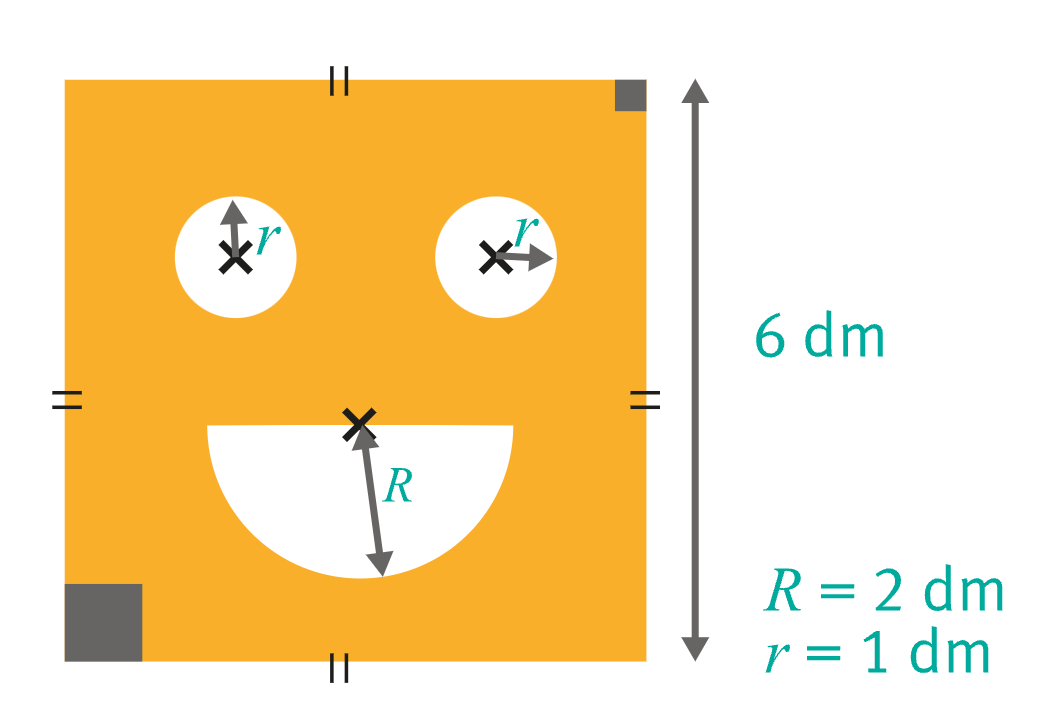 r
r
6 dm
R
R = 2 dm
r = 1 dm